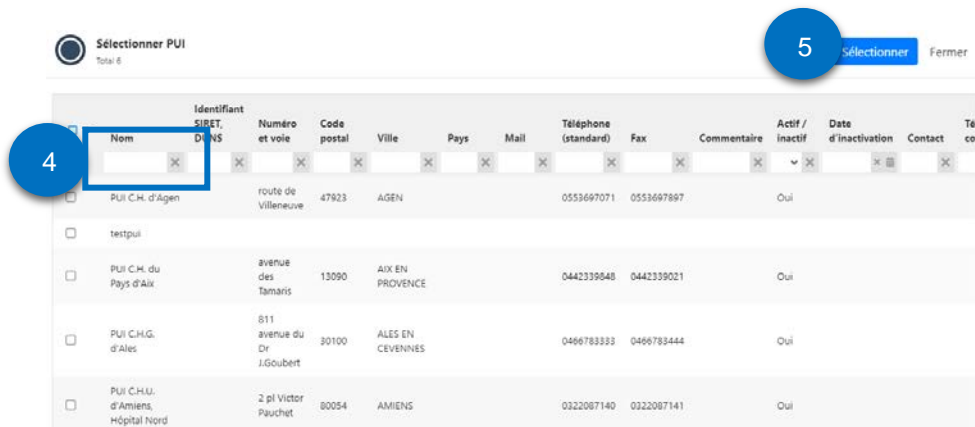 Sélectionner PUI
Total 6
5
Sélectionner
Fermer
Nom
Identifiant SIRET, DUNS
Numéro et voie
Code postal
Ville
Pays
Mail
Téléphone (standard)
Fax
Commentaire
Actif / inactif
Date d'inactivation
Contact
4
PUI C.H. d'Agen
route de Villeneuve
47923
AGEN
0553697071
0553697897
Oui
testpui
PUI C.H. du Pays d'Aix
avenue des Tamaris
13090
AIX EN PROVENCE
0442339848
0442339021
Oui
PUI C.H.G. d'Ales
811 avenue du Dr J.Goubert
30100
ALES EN CEVENNES
0466783333
0466783444
Oui
PUI C.H.U. d'Amiens, Hôpital Nord
2 pl Victor Pauchet
80054
AMIENS
0322087140
0322087141
Oui